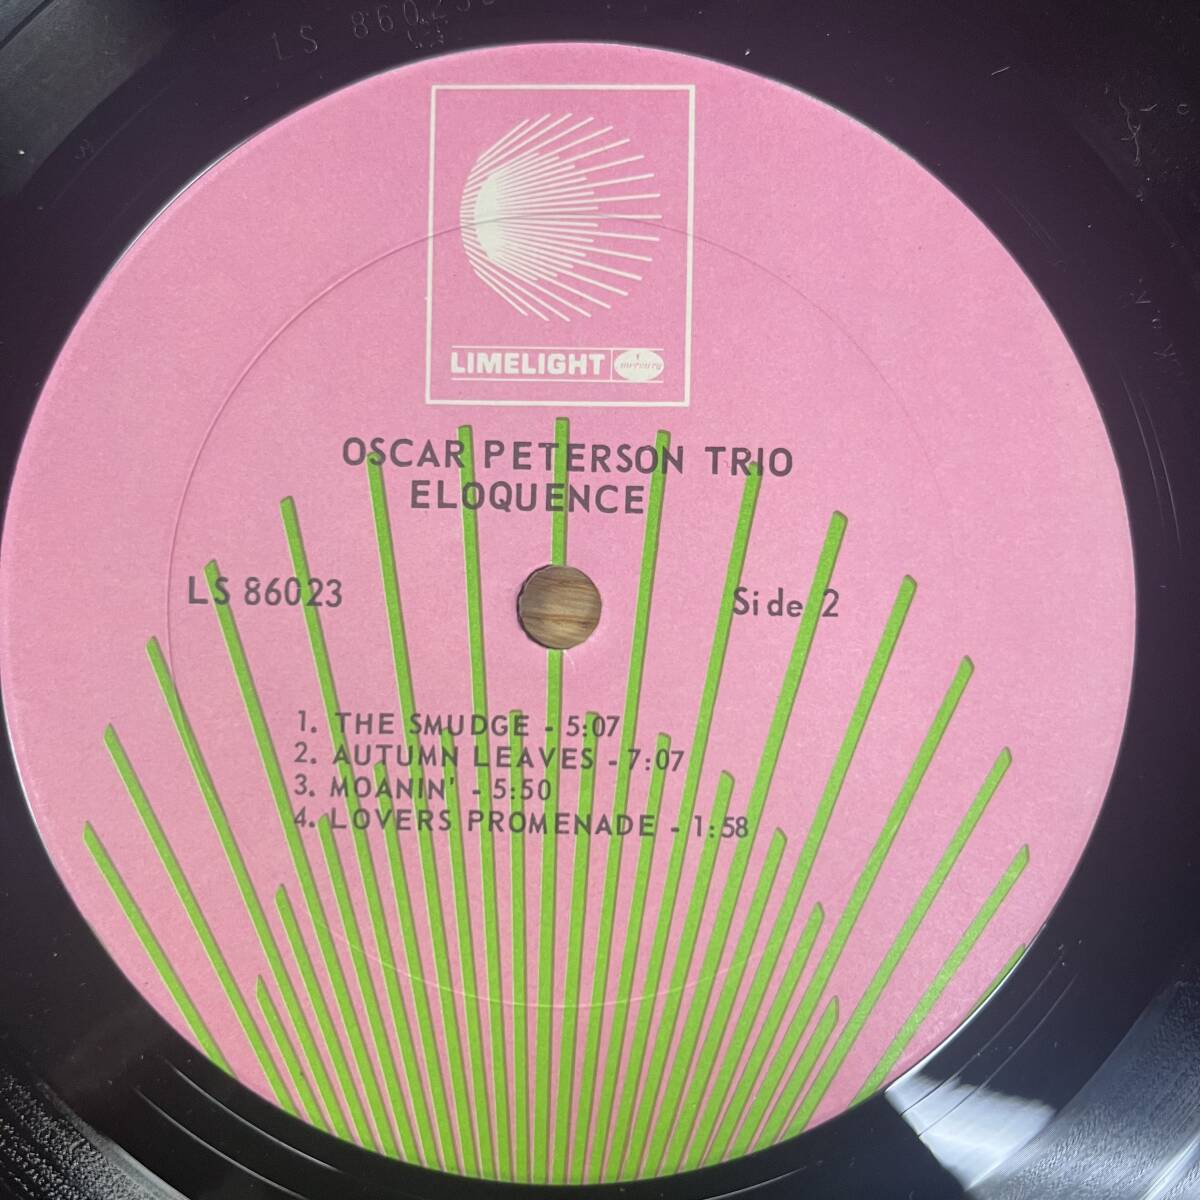 LS 86023
LIMELIGHT mercury
OSCAR PETERSON TRIO
ELOQUENCE
LS 86023
Side 2
1. THE SMUDGE - 5:07
2. AUTUMN LEAVES - 7:07
3. MOANIN' - 5:50
4. LOVERS PROMENADE - 1:58